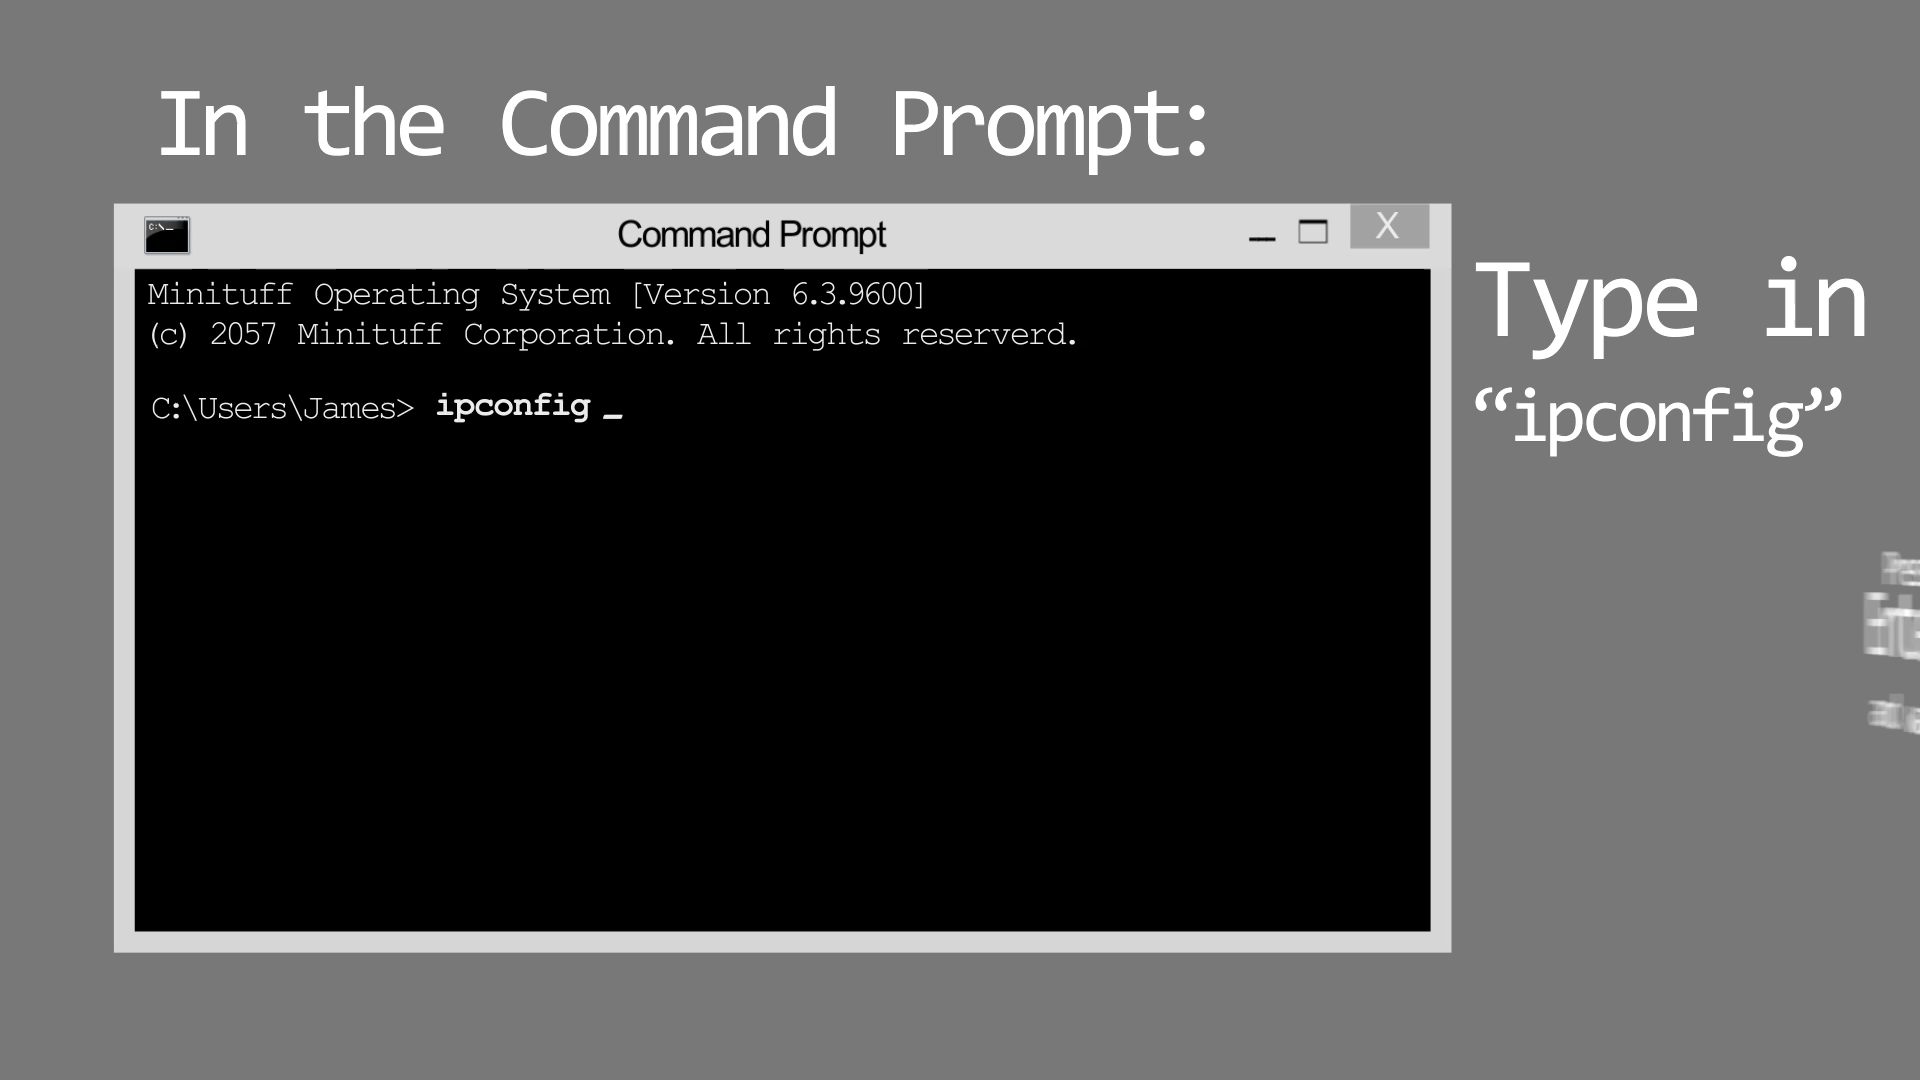 In the Command Prompt:
Command Prompt
X
Minituff Operating System [Version 6.3.9600]
(c) 2057 Minituff Corporation. All rights reserverd.
C:\Users\James> ipconfig _
Type in
“ipconfig”